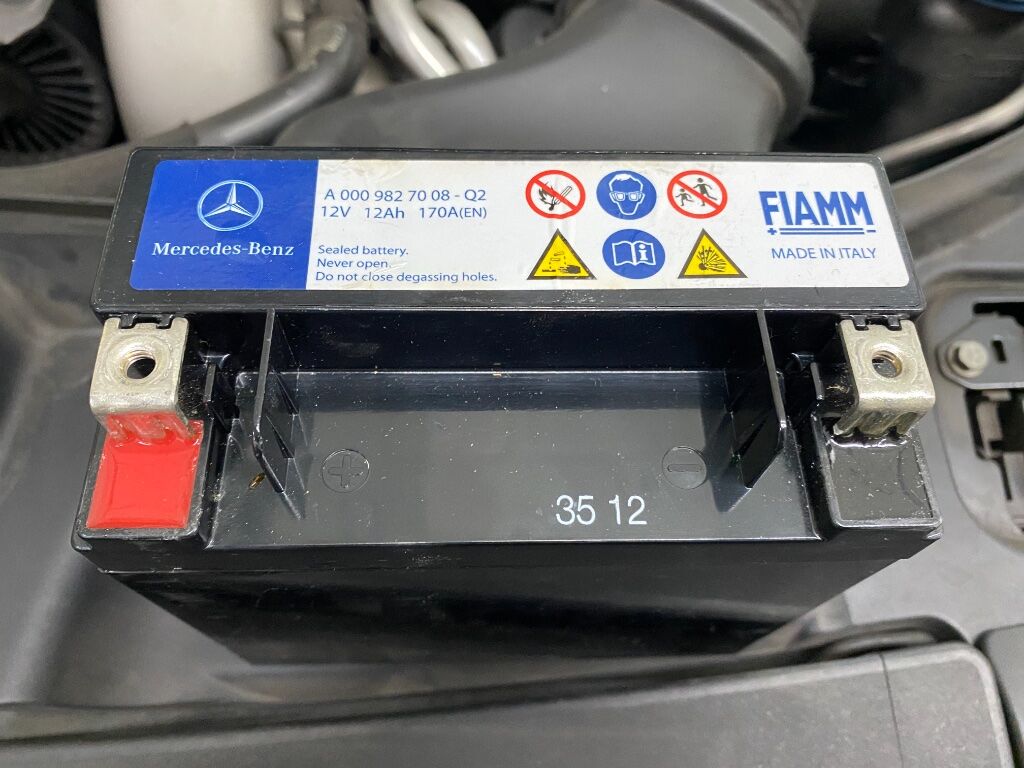 A 000 982 70 08 - Q2
12V 12Ah 170A(EN)
Mercedes-Benz
Sealed battery.
Never open.
Do not close degassing holes.
FIAMM
MADE IN ITALY
35 12